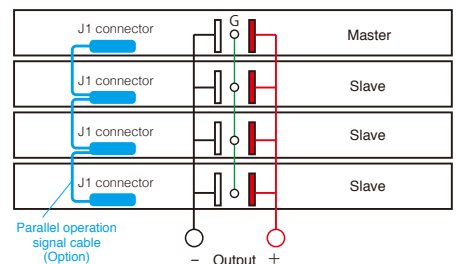 J1 connector
G
Master
J1 connector
Slave
J1 connector
Slave
J1 connector
Slave
Parallel operation
signal cable
(Option)
− Output +